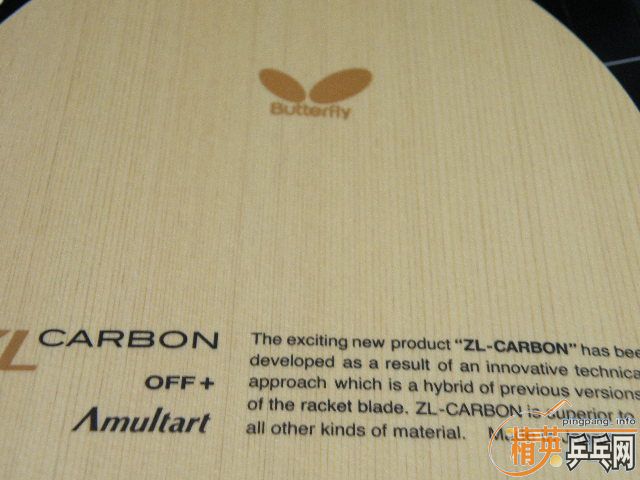 Butterfly
ZL CARBON
OFF+
Amultart
The exciting new product "ZL-CARBON" has been
developed as a result of an innovative technical
approach which is a hybrid of previous versions
of the racket blade. ZL-CARBON is superior to
all other kinds of material.
pingpang.info
精英乒乓网